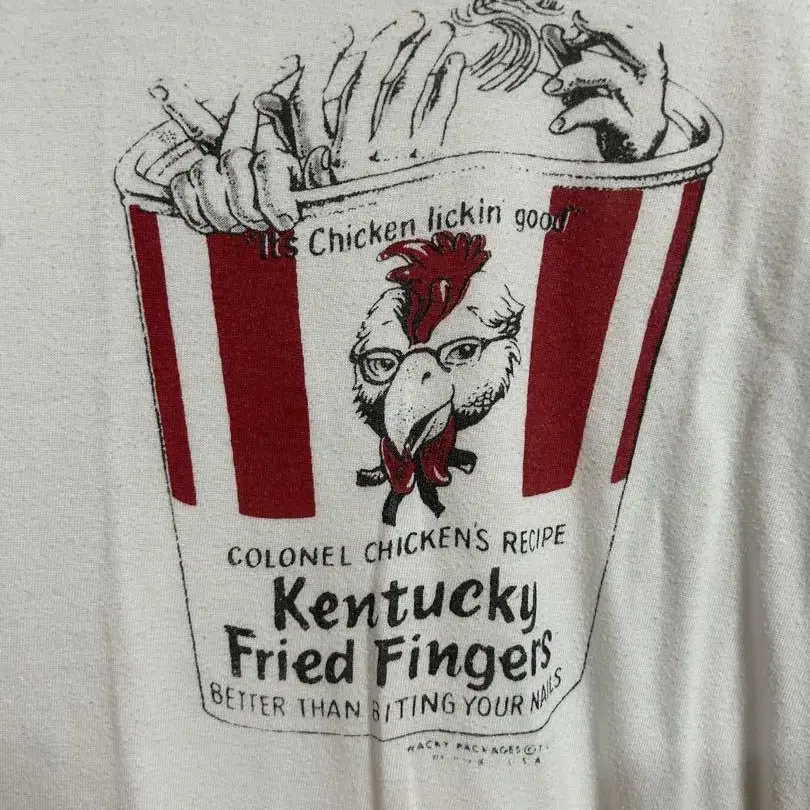 "It's Chicken lickin good"
COLONEL CHICKEN'S RECIPE
Kentucky
Fried Fingers
BETTER THAN BITING YOUR NAILS
WACKY PACKAGES ©
U S A